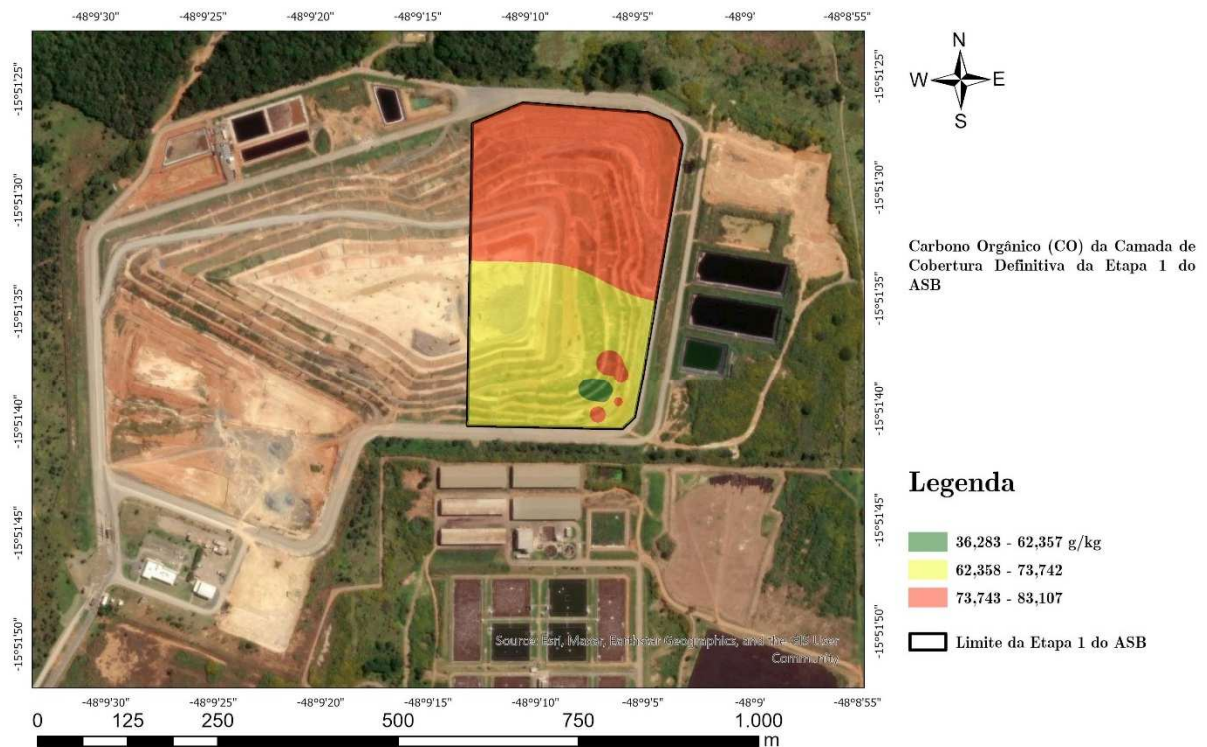 -48°9'30" -48°9'25" -48°9'20" -48°9'15" -48°9'10" -48°9'5" -48°9' -48°8'55"
-15°51'25" -15°51'25"
-15°51'30" -15°51'30"
-15°51'35" -15°51'35"
-15°51'40" -15°51'40"
-15°51'45" -15°51'45"
-15°51'50" -15°51'50"
Source: Esri, Maxar, Earthstar Geographics, and the GIS User
Community
-48°9'30" -48°9'25" -48°9'20" -48°9'15" -48°9'10" -48°9'5" -48°9' -48°8'55"
0 125 250 500 750 1.000
m
N
W E
S
Carbono Orgânico (CO) da Camada de
Cobertura Definitiva da Etapa 1 do
ASB
Legenda
36,283 - 62,357 g/kg
62,358 - 73,742
73,743 - 83,107
Limite da Etapa 1 do ASB